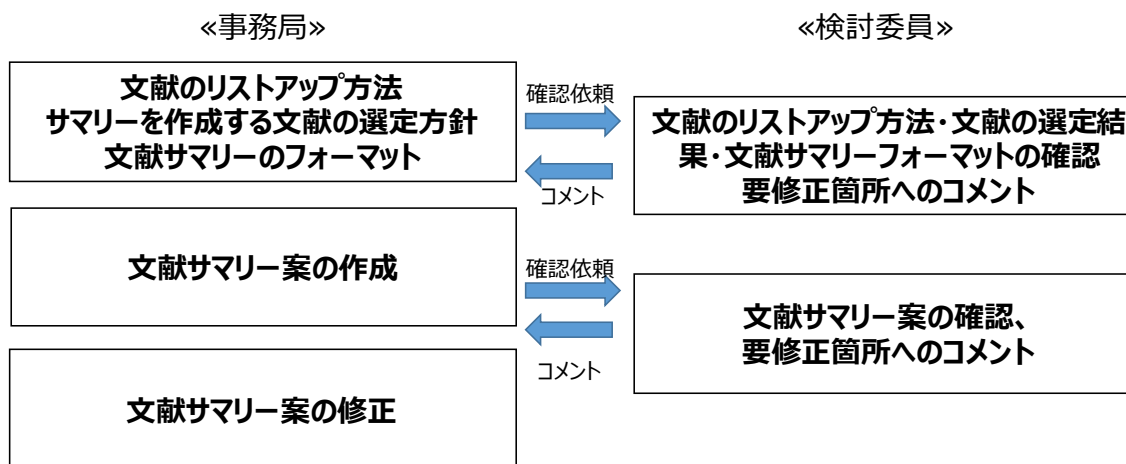 ≪事務局≫
≪検討委員≫
文献のリストアップ方法
サマリーを作成する文献の選定方針
文献サマリーのフォーマット
確認依頼
コメント
文献のリストアップ方法・文献の選定結
果・文献サマリーフォーマットの確認
要修正箇所へのコメント
文献サマリー案の作成
確認依頼
コメント
文献サマリー案の確認、
要修正箇所へのコメント
文献サマリー案の修正